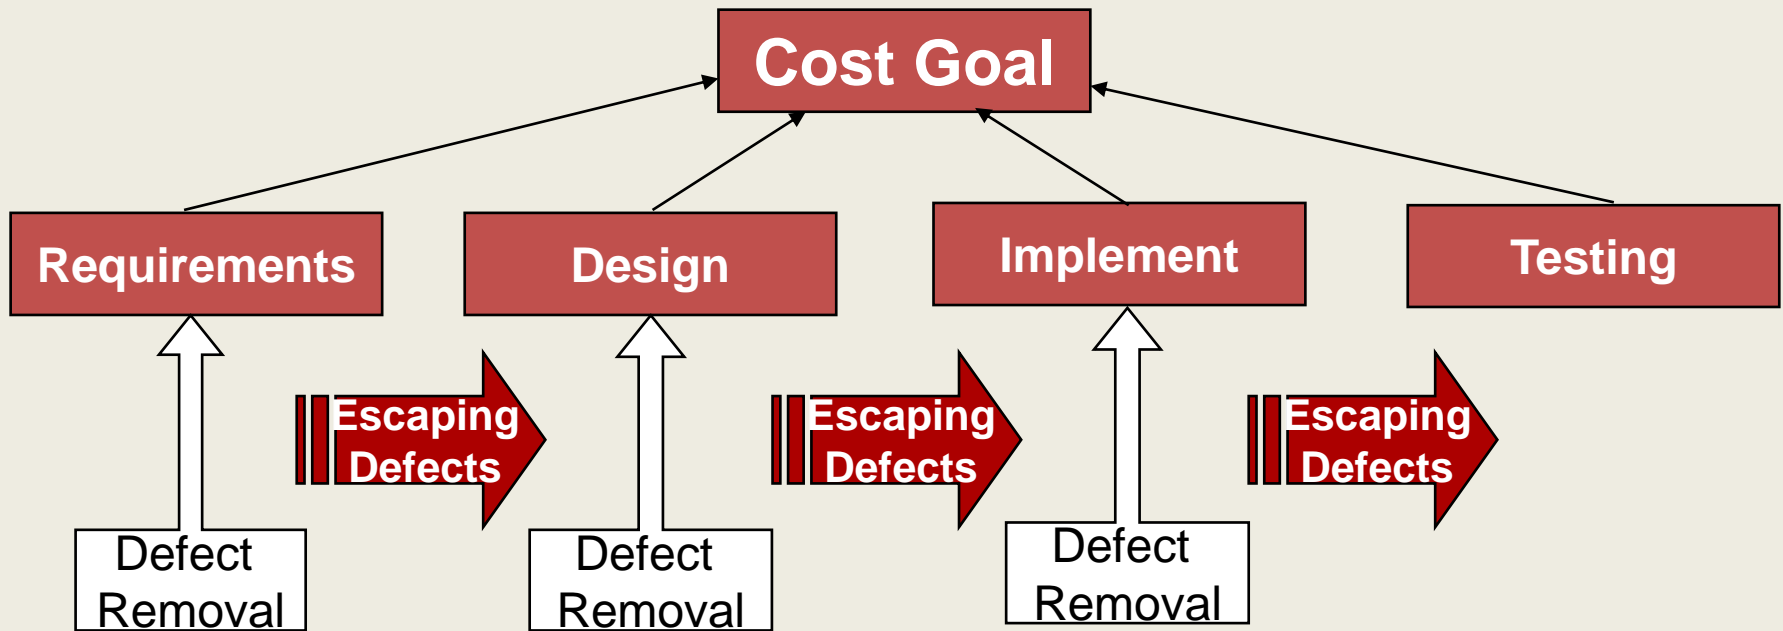 Cost Goal
Requirements
Design
Implement
Testing
Escaping
Defects
Escaping
Defects
Escaping
Defects
Defect
Removal
Defect
Removal
Defect
Removal